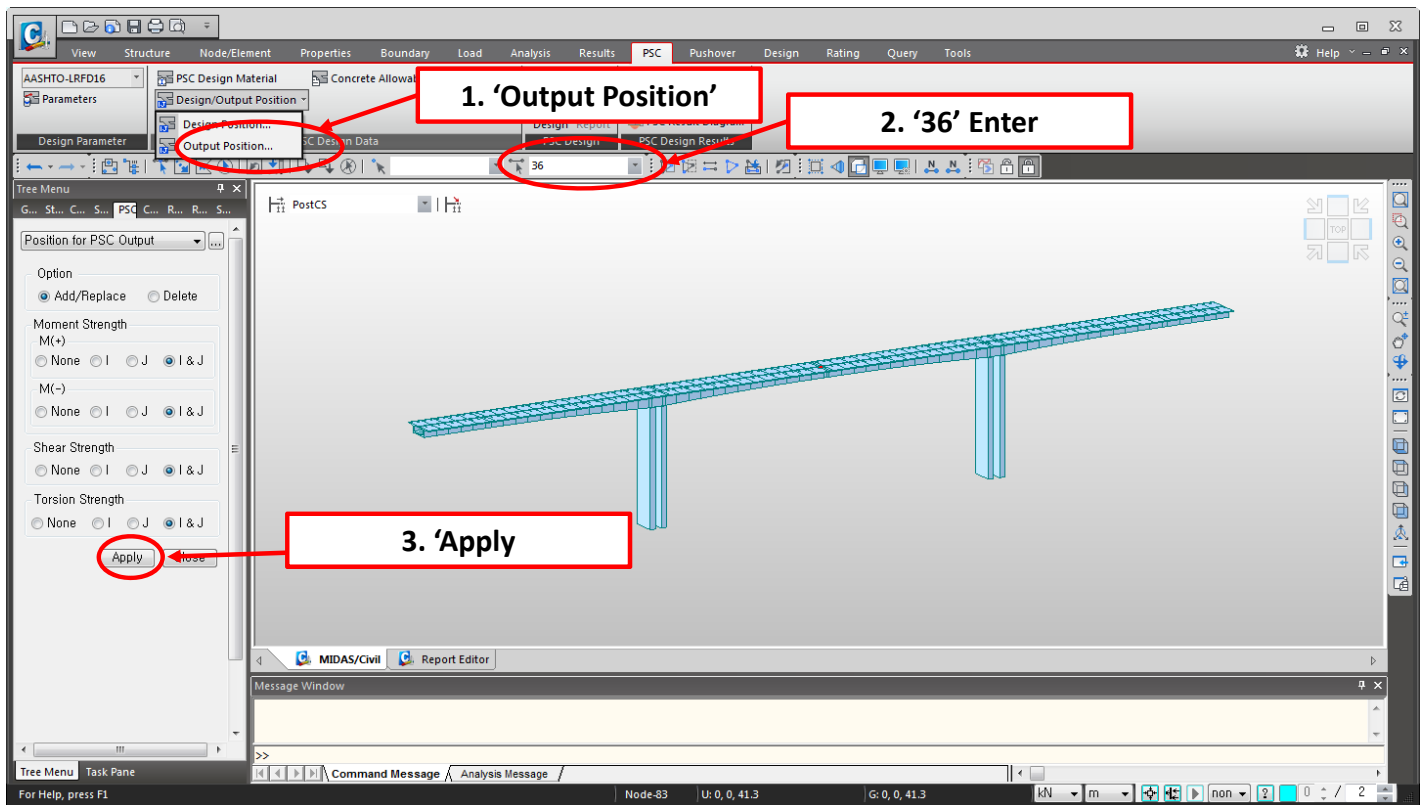 View Structure Node/Element Properties Boundary Load Analysis Results PSC Pushover Design Rating Query Tools Help
AASHTO-LRFD16 PSC Design Material Concrete Allowab
1. ‘Output Position’
Parameters Design/Output Position
2. ‘36’ Enter
Design Position...
Output Position...
Design Parameter PSC Design Data PSC Design PSC Design Results
36
Tree Menu
G... St... C... S... PSC C... R... R... S...
PostCS
TOP
Position for PSC Output ...
Option
Add/Replace Delete
Moment Strength
M(+)
None I J I & J
M(-)
None I J I & J
Shear Strength
None I J I & J
Torsion Strength
None I J I & J
3. ‘Apply
Apply Close
MIDAS/Civil Report Editor
Message Window
>>
Tree Menu Task Pane Command Message Analysis Message
For Help, press F1 Node-83 U: 0, 0, 41.3 G: 0, 0, 41.3 kN m non 0 / 2